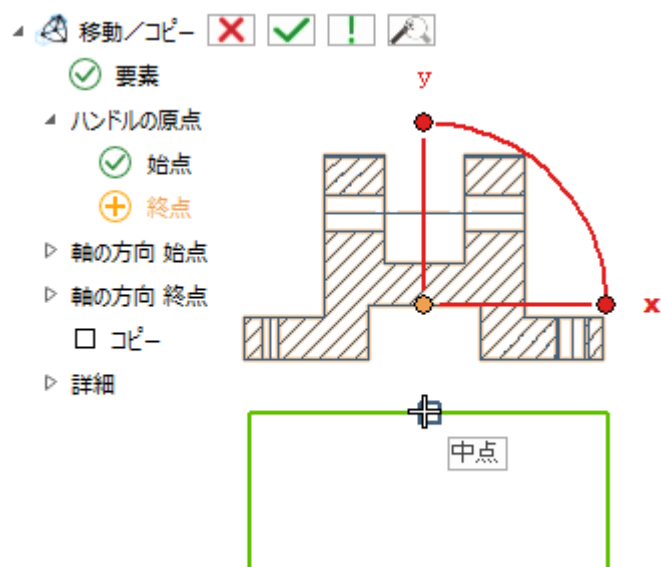 移動／コピー
要素
ハンドルの原点
始点
終点
軸の方向 始点
軸の方向 終点
コピー
詳細
y
x
中点